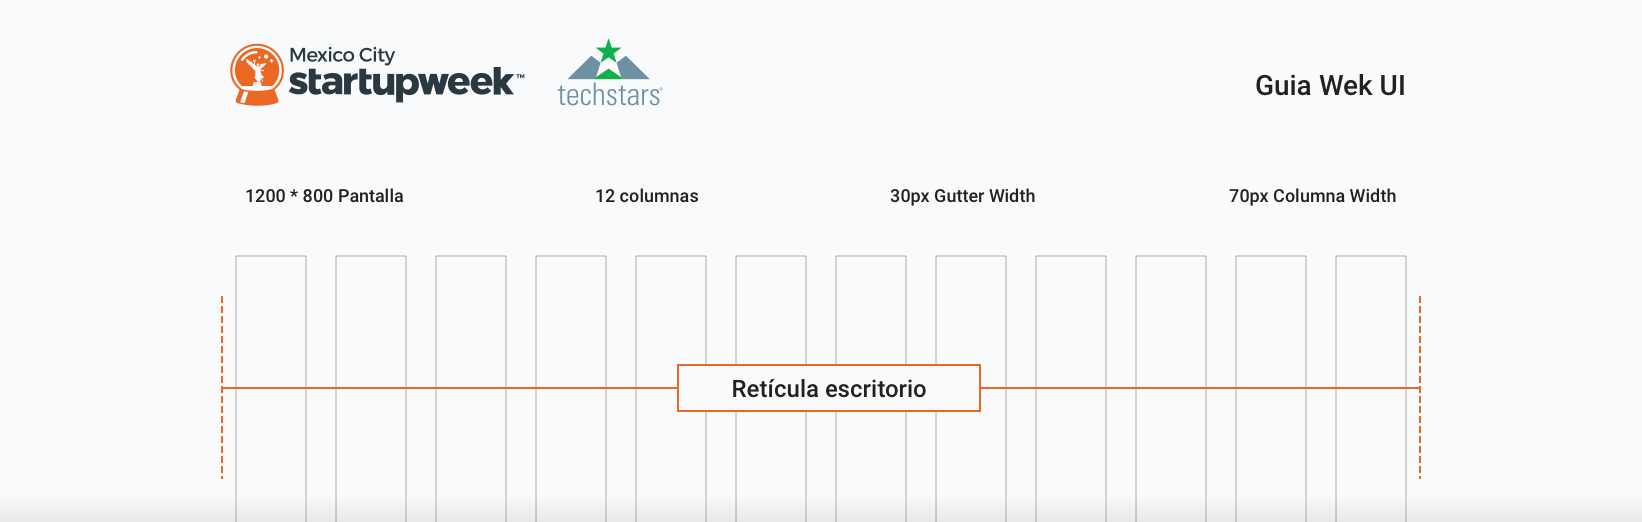 Mexico City
startupweek™
techstars®
Guia Wek UI
1200 * 800 Pantalla
12 columnas
30px Gutter Width
70px Columna Width
Retícula escritorio